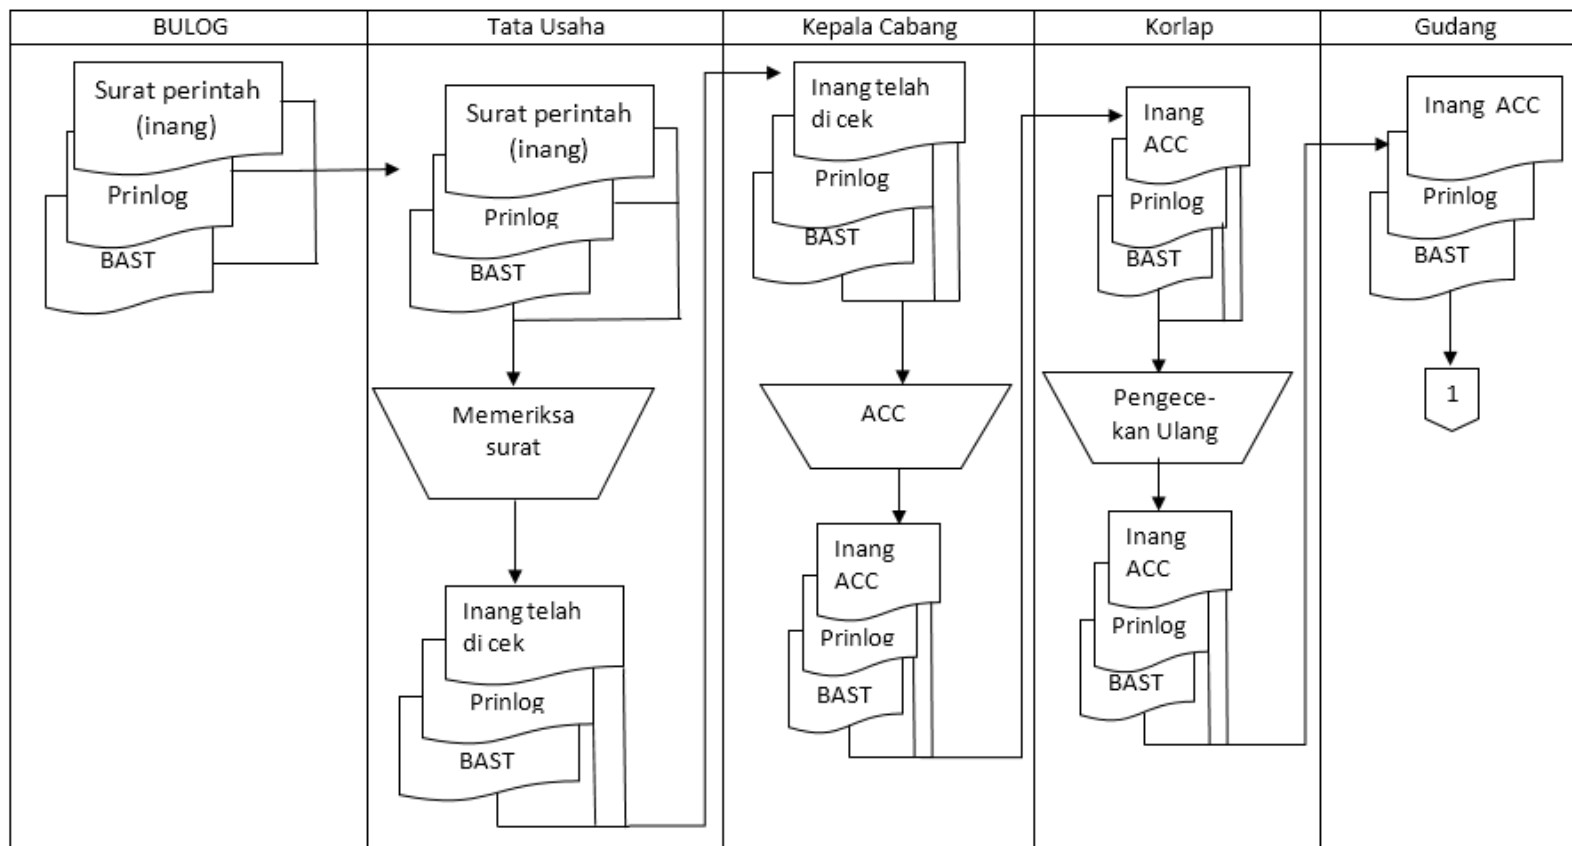 BULOG
Tata Usaha
Kepala Cabang
Korlap
Gudang
Surat perintah
(inang)
Prinlog
BAST
Surat perintah
(inang)
Prinlog
BAST
Memeriksa
surat
Inang telah
di cek
Prinlog
BAST
Inang telah
di cek
Prinlog
BAST
ACC
Inang
ACC
Prinlog
BAST
Inang
ACC
Prinlog
BAST
Pengece-
kan Ulang
Inang
ACC
Prinlog
BAST
Inang ACC
Prinlog
BAST
1